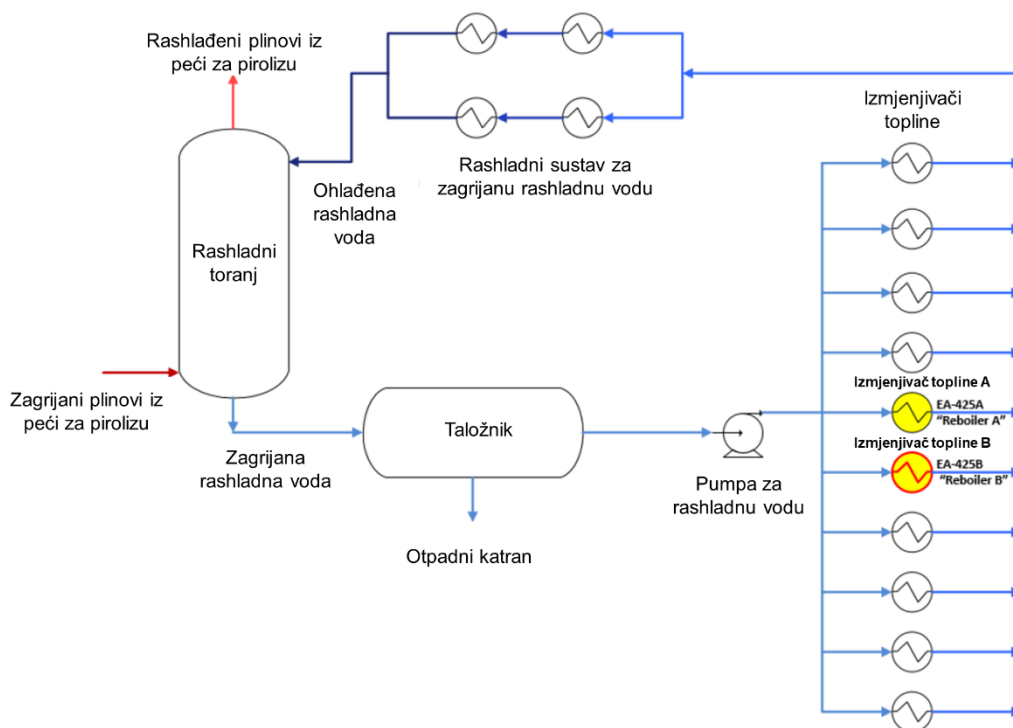 Rashlađeni plinovi iz
peći za pirolizu
Izmjenjivači
topline
Rashladni sustav za
zagrijanu rashladnu vodu
Ohlađena
rashladna
voda
Rashladni
toranj
Zagrijani plinovi iz
peći za pirolizu
Zagrijana
rashladna voda
Taložnik
Otpadni katran
Pumpa za
rashladnu vodu
Izmjenjivač topline A
EA-425A
“Reboiler A”
Izmjenjivač topline B
EA-425B
“Reboiler B”